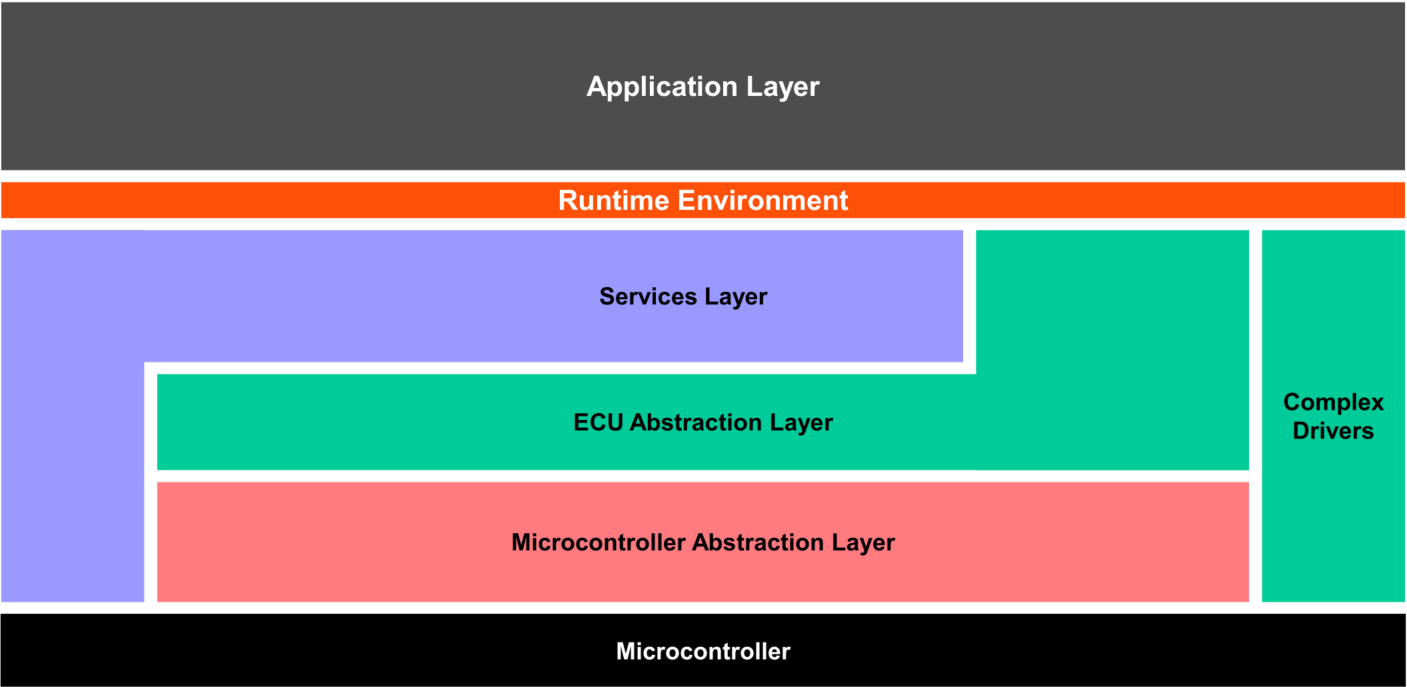 Application Layer
Runtime Environment
Services Layer
ECU Abstraction Layer
Complex
Drivers
Microcontroller Abstraction Layer
Microcontroller